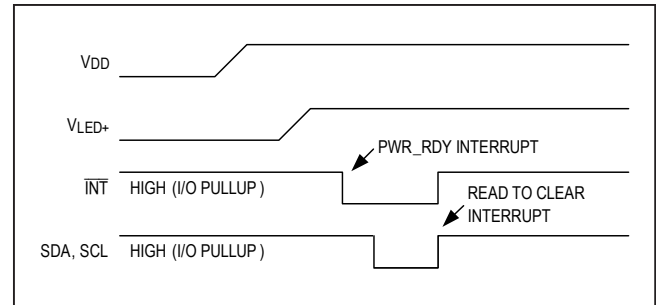 VDD
VLED+
PWR_RDY INTERRUPT
INT HIGH (I/O PULLUP)
READ TO CLEAR
INTERRUPT
SDA, SCL HIGH (I/O PULLUP)